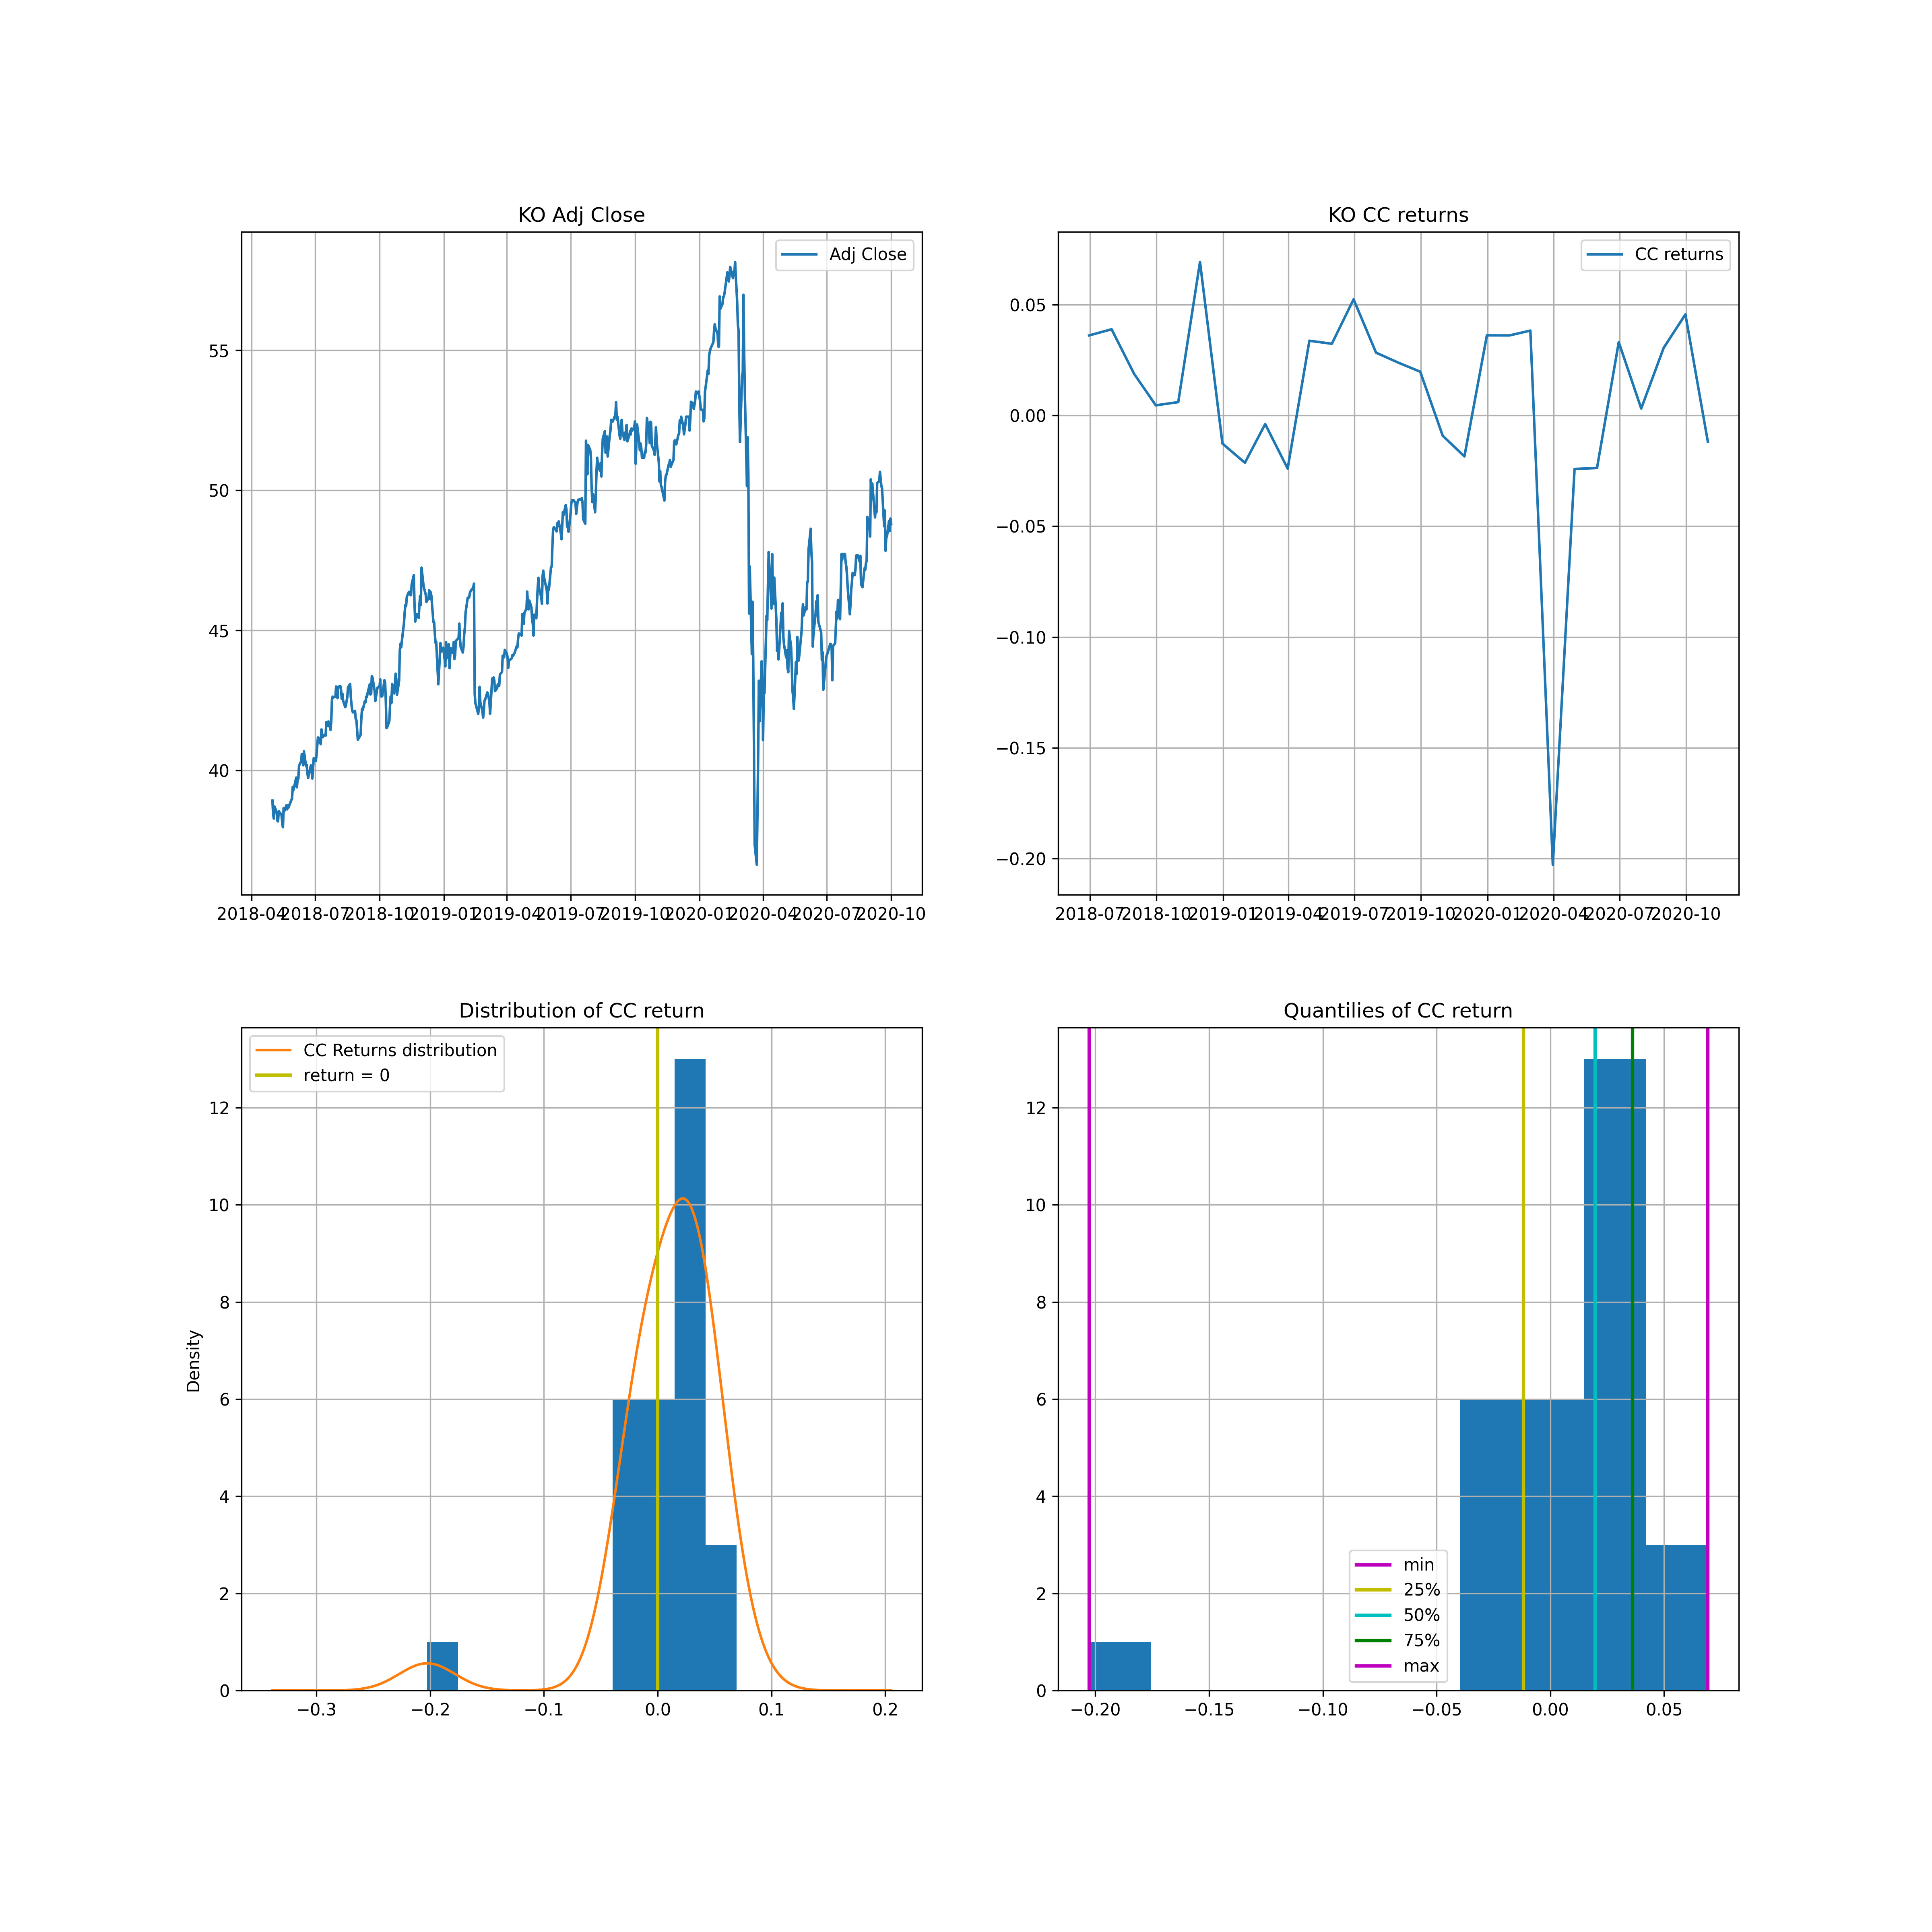 KO Adj Close
Adj Close
55
50
45
40
2018-04 2018-07 2018-10 2019-01 2019-04 2019-07 2019-10 2020-01 2020-04 2020-07 2020-10
KO CC returns
CC returns
0.05
0.00
−0.05
−0.10
−0.15
−0.20
2018-07 2018-10 2019-01 2019-04 2019-07 2019-10 2020-01 2020-04 2020-07 2020-10
Distribution of CC return
CC Returns distribution
return = 0
Density
12
10
8
6
4
2
0
−0.3 −0.2 −0.1 0.0 0.1 0.2
Quantilies of CC return
12
10
8
6
4
2
0
min
25%
50%
75%
max
−0.20 −0.15 −0.10 −0.05 0.00 0.05